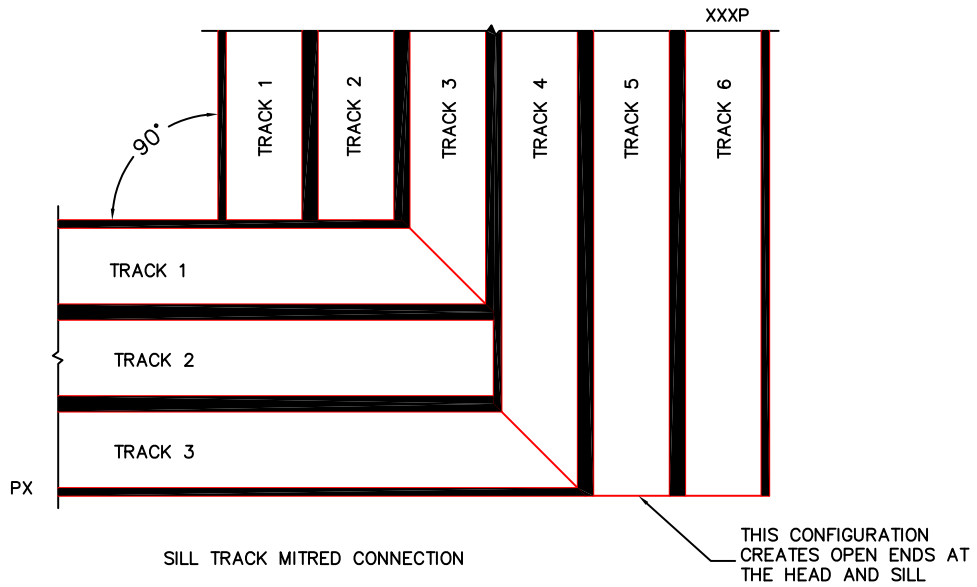 XXXP
TRACK 1
TRACK 2
TRACK 3
TRACK 4
TRACK 5
TRACK 6
90°
TRACK 1
TRACK 2
TRACK 3
PX
SILL TRACK MITRED CONNECTION
THIS CONFIGURATION
CREATES OPEN ENDS AT
THE HEAD AND SILL